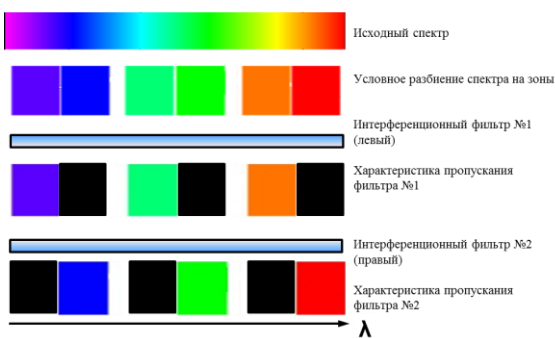 Исходный спектр
Условное разбиение спектра на зоны
Интерференционный фильтр №1
(левый)
Характеристика пропускания
фильтра №1
Интерференционный фильтр №2
(правый)
Характеристика пропускания
фильтра №2
λ